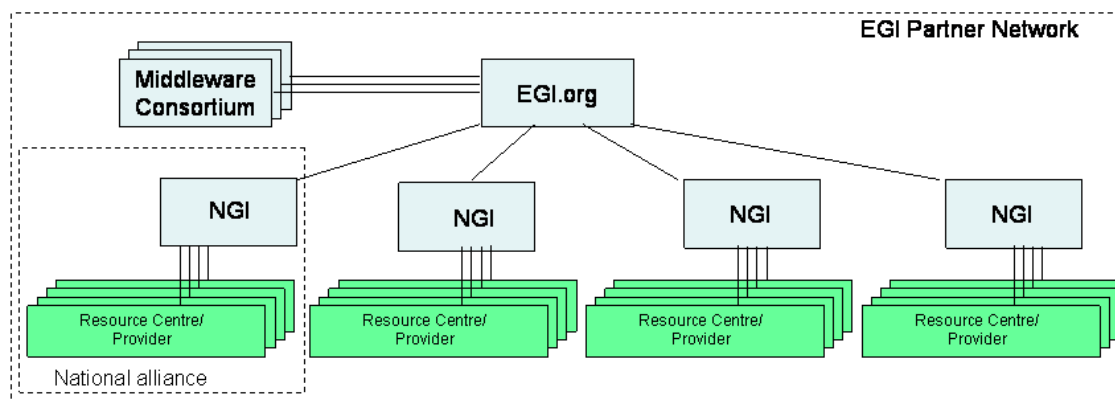 EGI Partner Network
Middleware
Consortium
EGI.org
NGI
NGI
NGI
NGI
Resource Centre/
Provider
Resource Centre/
Provider
Resource Centre/
Provider
Resource Centre/
Provider
National alliance